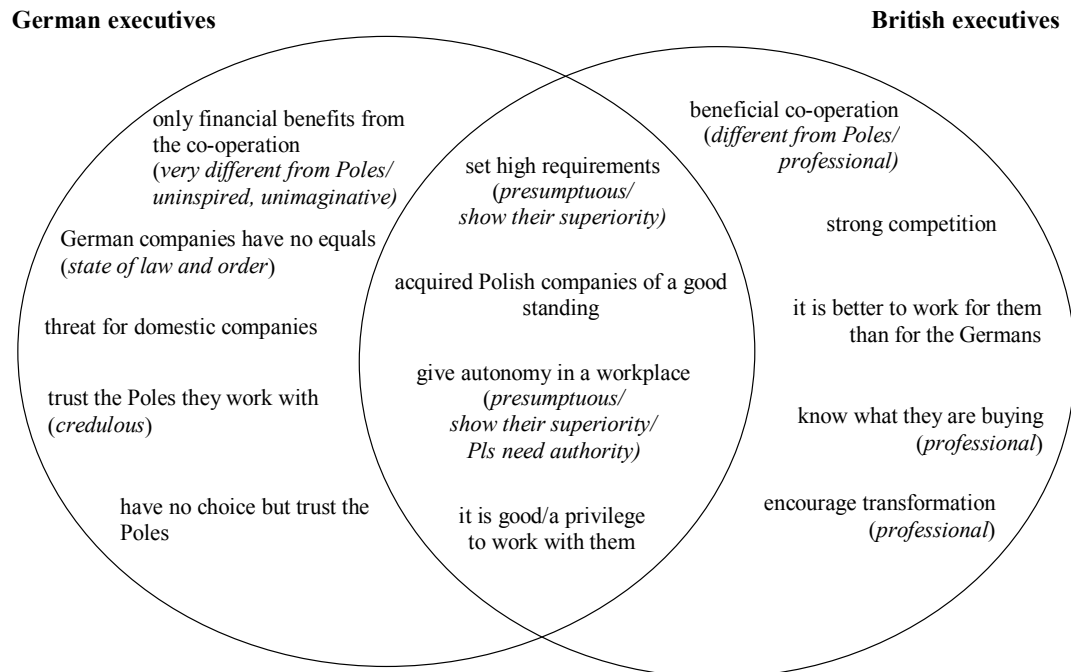 German executives
British executives
only financial benefits from
the co-operation
(very different from Poles/
uninspired, unimaginative)
German companies have no equals
(state of law and order)
threat for domestic companies
trust the Poles they work with
(credulous)
have no choice but trust the
Poles
set high requirements
(presumptuous/
show their superiority)
acquired Polish companies of a good
standing
give autonomy in a workplace
(presumptuous/
show their superiority/
Pls need authority)
it is good/a privilege
to work with them
beneficial co-operation
(different from Poles/
professional)
strong competition
it is better to work for them
than for the Germans
know what they are buying
(professional)
encourage transformation
(professional)